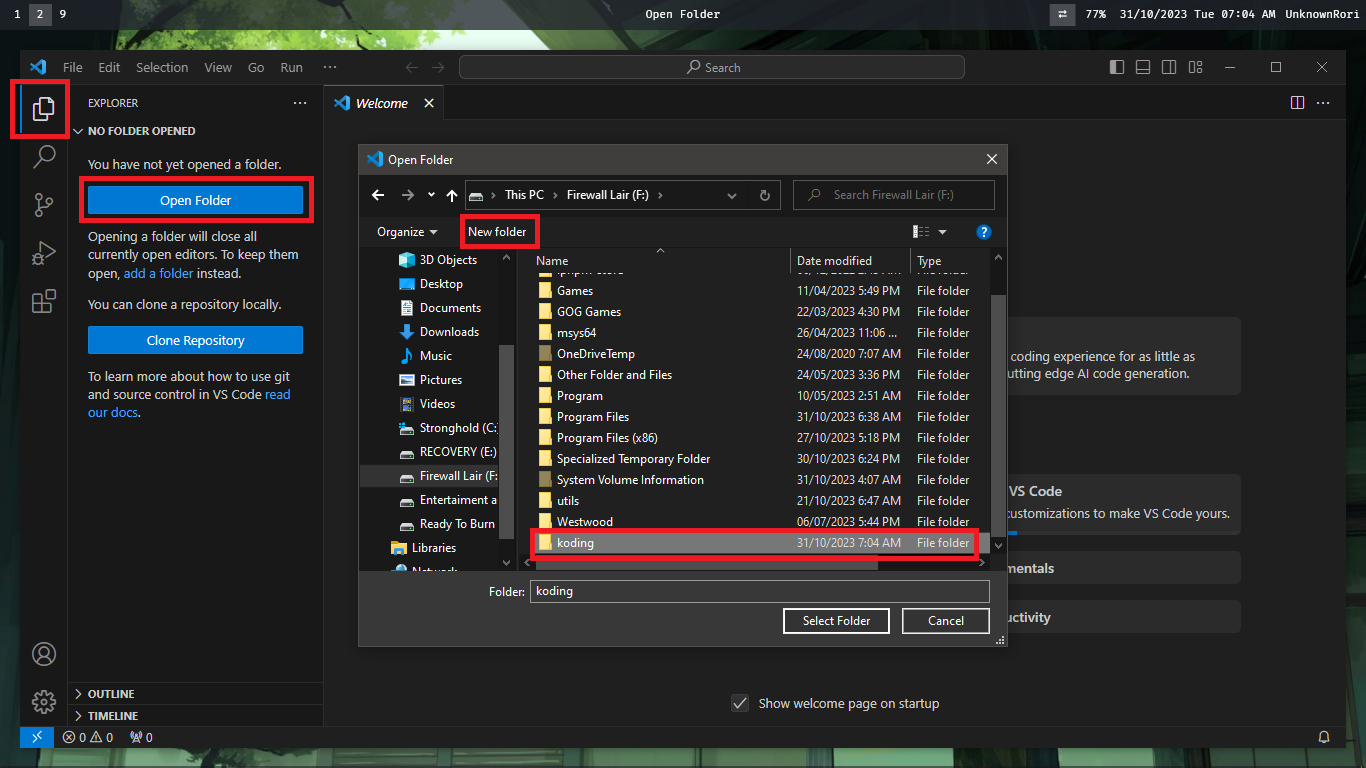 1 2 9 Open Folder 77% 31/10/2023 Tue 07:04 AM UnknownRori
File Edit Selection View Go Run ··· Search
EXPLORER ···
NO FOLDER OPENED
You have not yet opened a folder.
Open Folder
Opening a folder will close all
currently open editors. To keep them
open, add a folder instead.
You can clone a repository locally.
Clone Repository
To learn more about how to use git
and source control in VS Code read
our docs.
OUTLINE
TIMELINE
0 0 0
Welcome
Open Folder
This PC > Firewall Lair (F:) >
Search Firewall Lair (F:)
Organize New folder
3D Objects
Desktop
Documents
Downloads
Music
Pictures
Videos
Stronghold (C:)
RECOVERY (E:)
Firewall Lair (F:
Entertaiment a
Ready To Burn
Libraries
Network
Name Date modified Type
File folder
Games 11/04/2023 5:49 PM File folder
GOG Games 22/03/2023 4:30 PM File folder
msys64 26/04/2023 11:06 ... File folder
OneDriveTemp 24/08/2020 7:07 AM File folder
Other Folder and Files 24/05/2023 3:36 PM File folder
Program 10/05/2023 2:51 AM File folder
Program Files 31/10/2023 6:38 AM File folder
Program Files (x86) 27/10/2023 5:18 PM File folder
Specialized Temporary Folder 30/10/2023 6:24 PM File folder
System Volume Information 31/10/2023 4:07 AM File folder
utils 21/10/2023 6:47 AM File folder
Westwood 06/07/2023 5:44 PM File folder
koding 31/10/2023 7:04 AM File folder
Folder: koding
Select Folder Cancel
coding experience for as little as
utting edge AI code generation.
VS Code
customizations to make VS Code yours.
mentals
uctivity
Show welcome page on startup